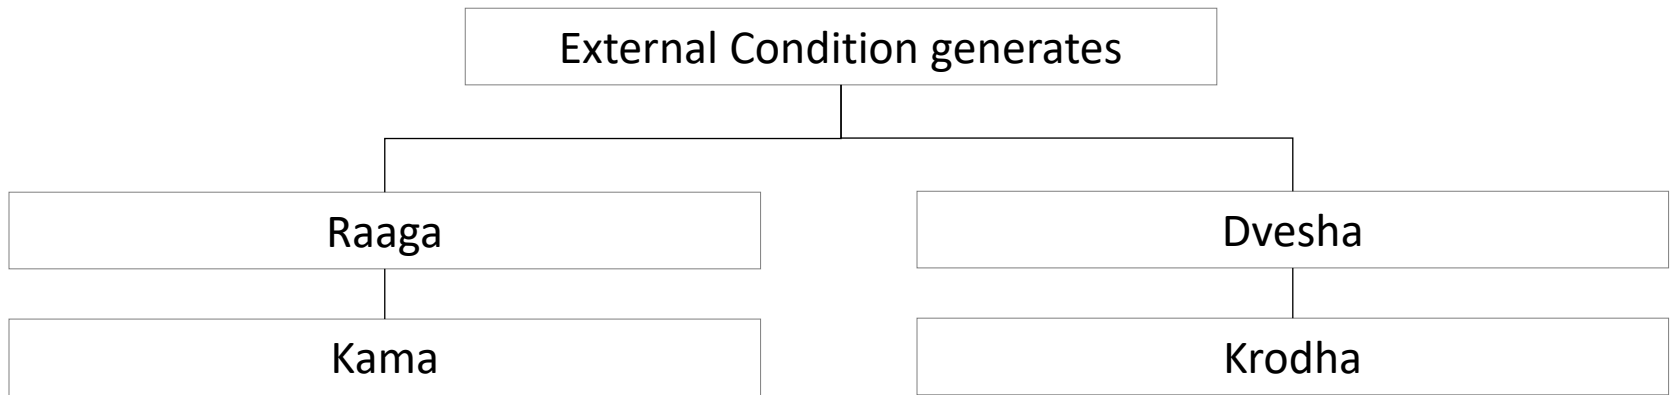 External Condition generates
Raaga
Dvesha
Kama
Krodha